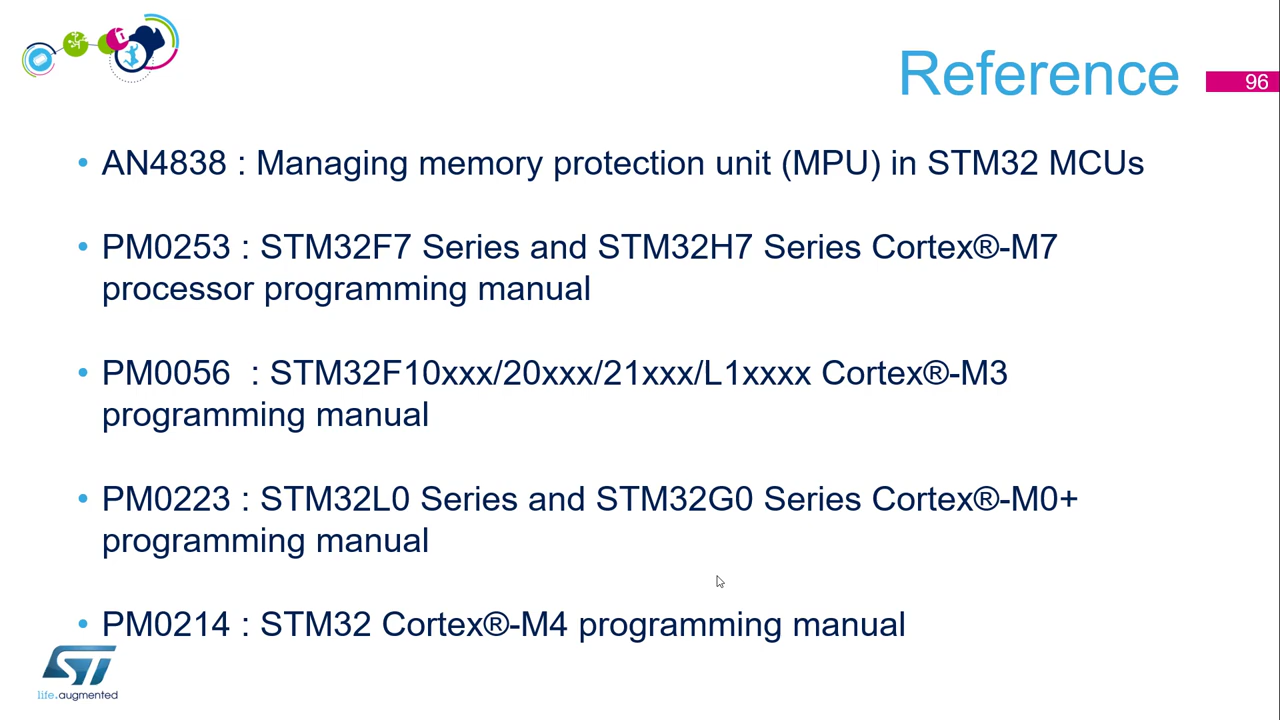 Reference
96
• AN4838 : Managing memory protection unit (MPU) in STM32 MCUs
• PM0253 : STM32F7 Series and STM32H7 Series Cortex®-M7
processor programming manual
• PM0056  : STM32F10xxx/20xxx/21xxx/L1xxxx Cortex®-M3
programming manual
• PM0223 : STM32L0 Series and STM32G0 Series Cortex®-M0+
programming manual
• PM0214 : STM32 Cortex®-M4 programming manual
ST
life.augmented